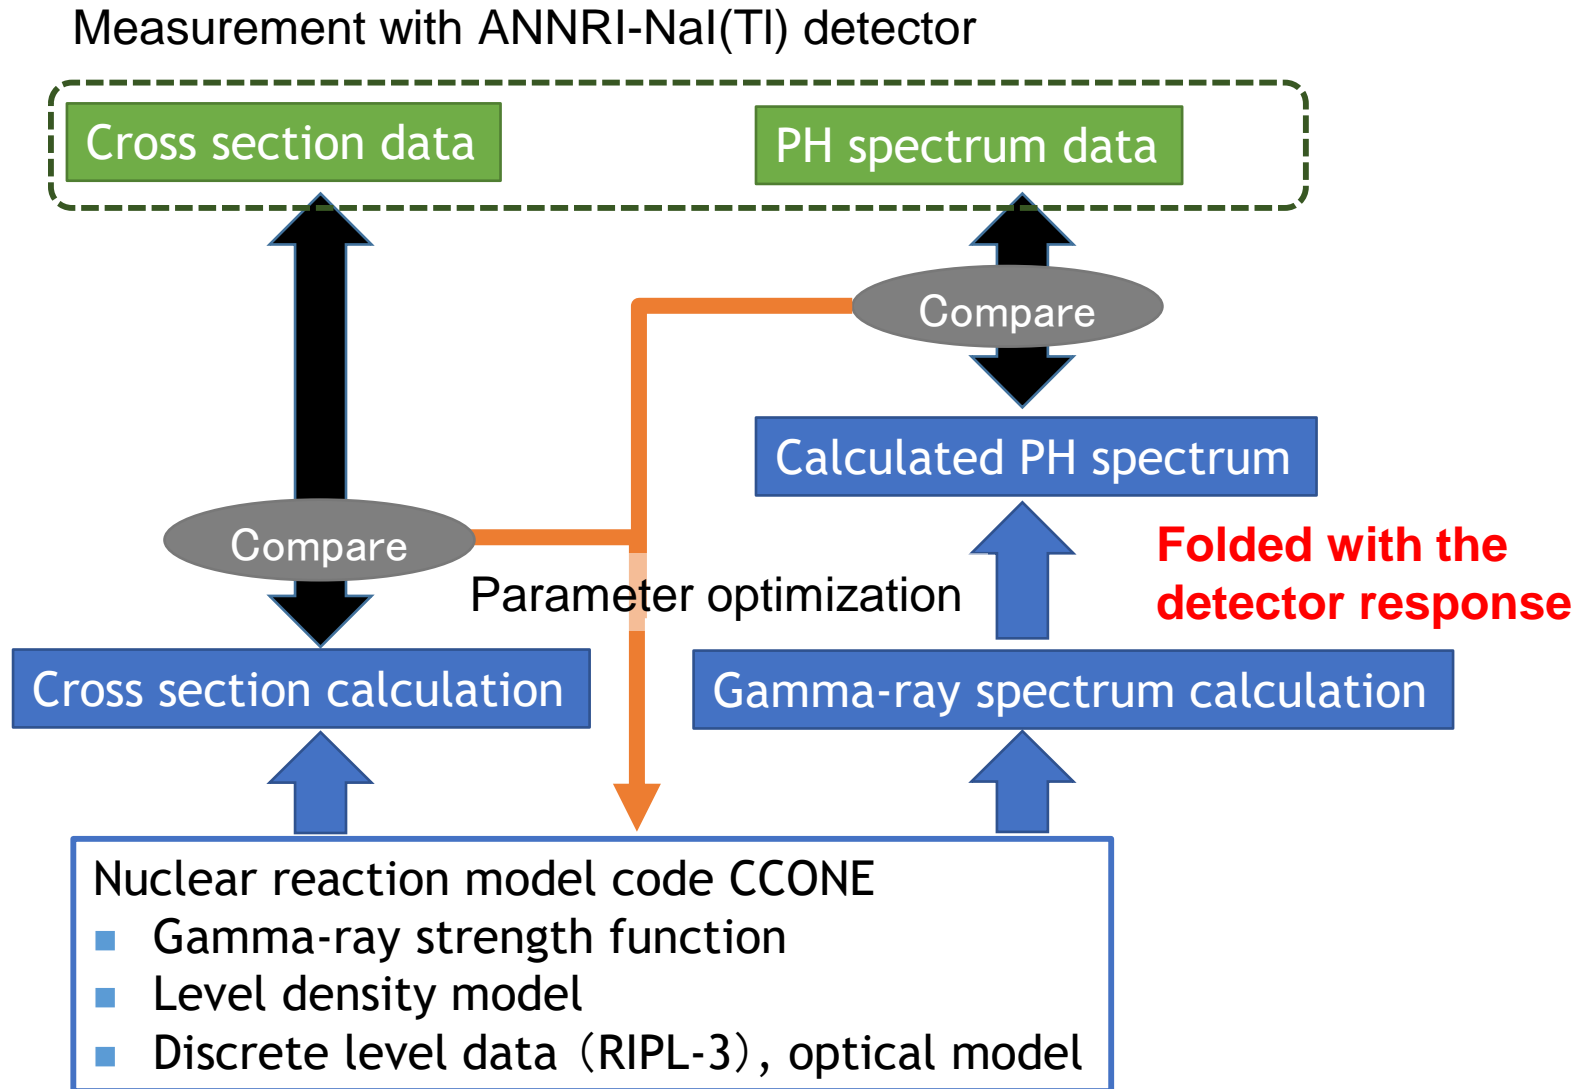 Measurement with ANNRI-NaI(Tl) detector
Cross section data
PH spectrum data
Compare
Calculated PH spectrum
Compare
Folded with the
detector response
Parameter optimization
Cross section calculation
Gamma-ray spectrum calculation
Nuclear reaction model code CCONE
■ Gamma-ray strength function
■ Level density model
■ Discrete level data（RIPL-3）, optical model